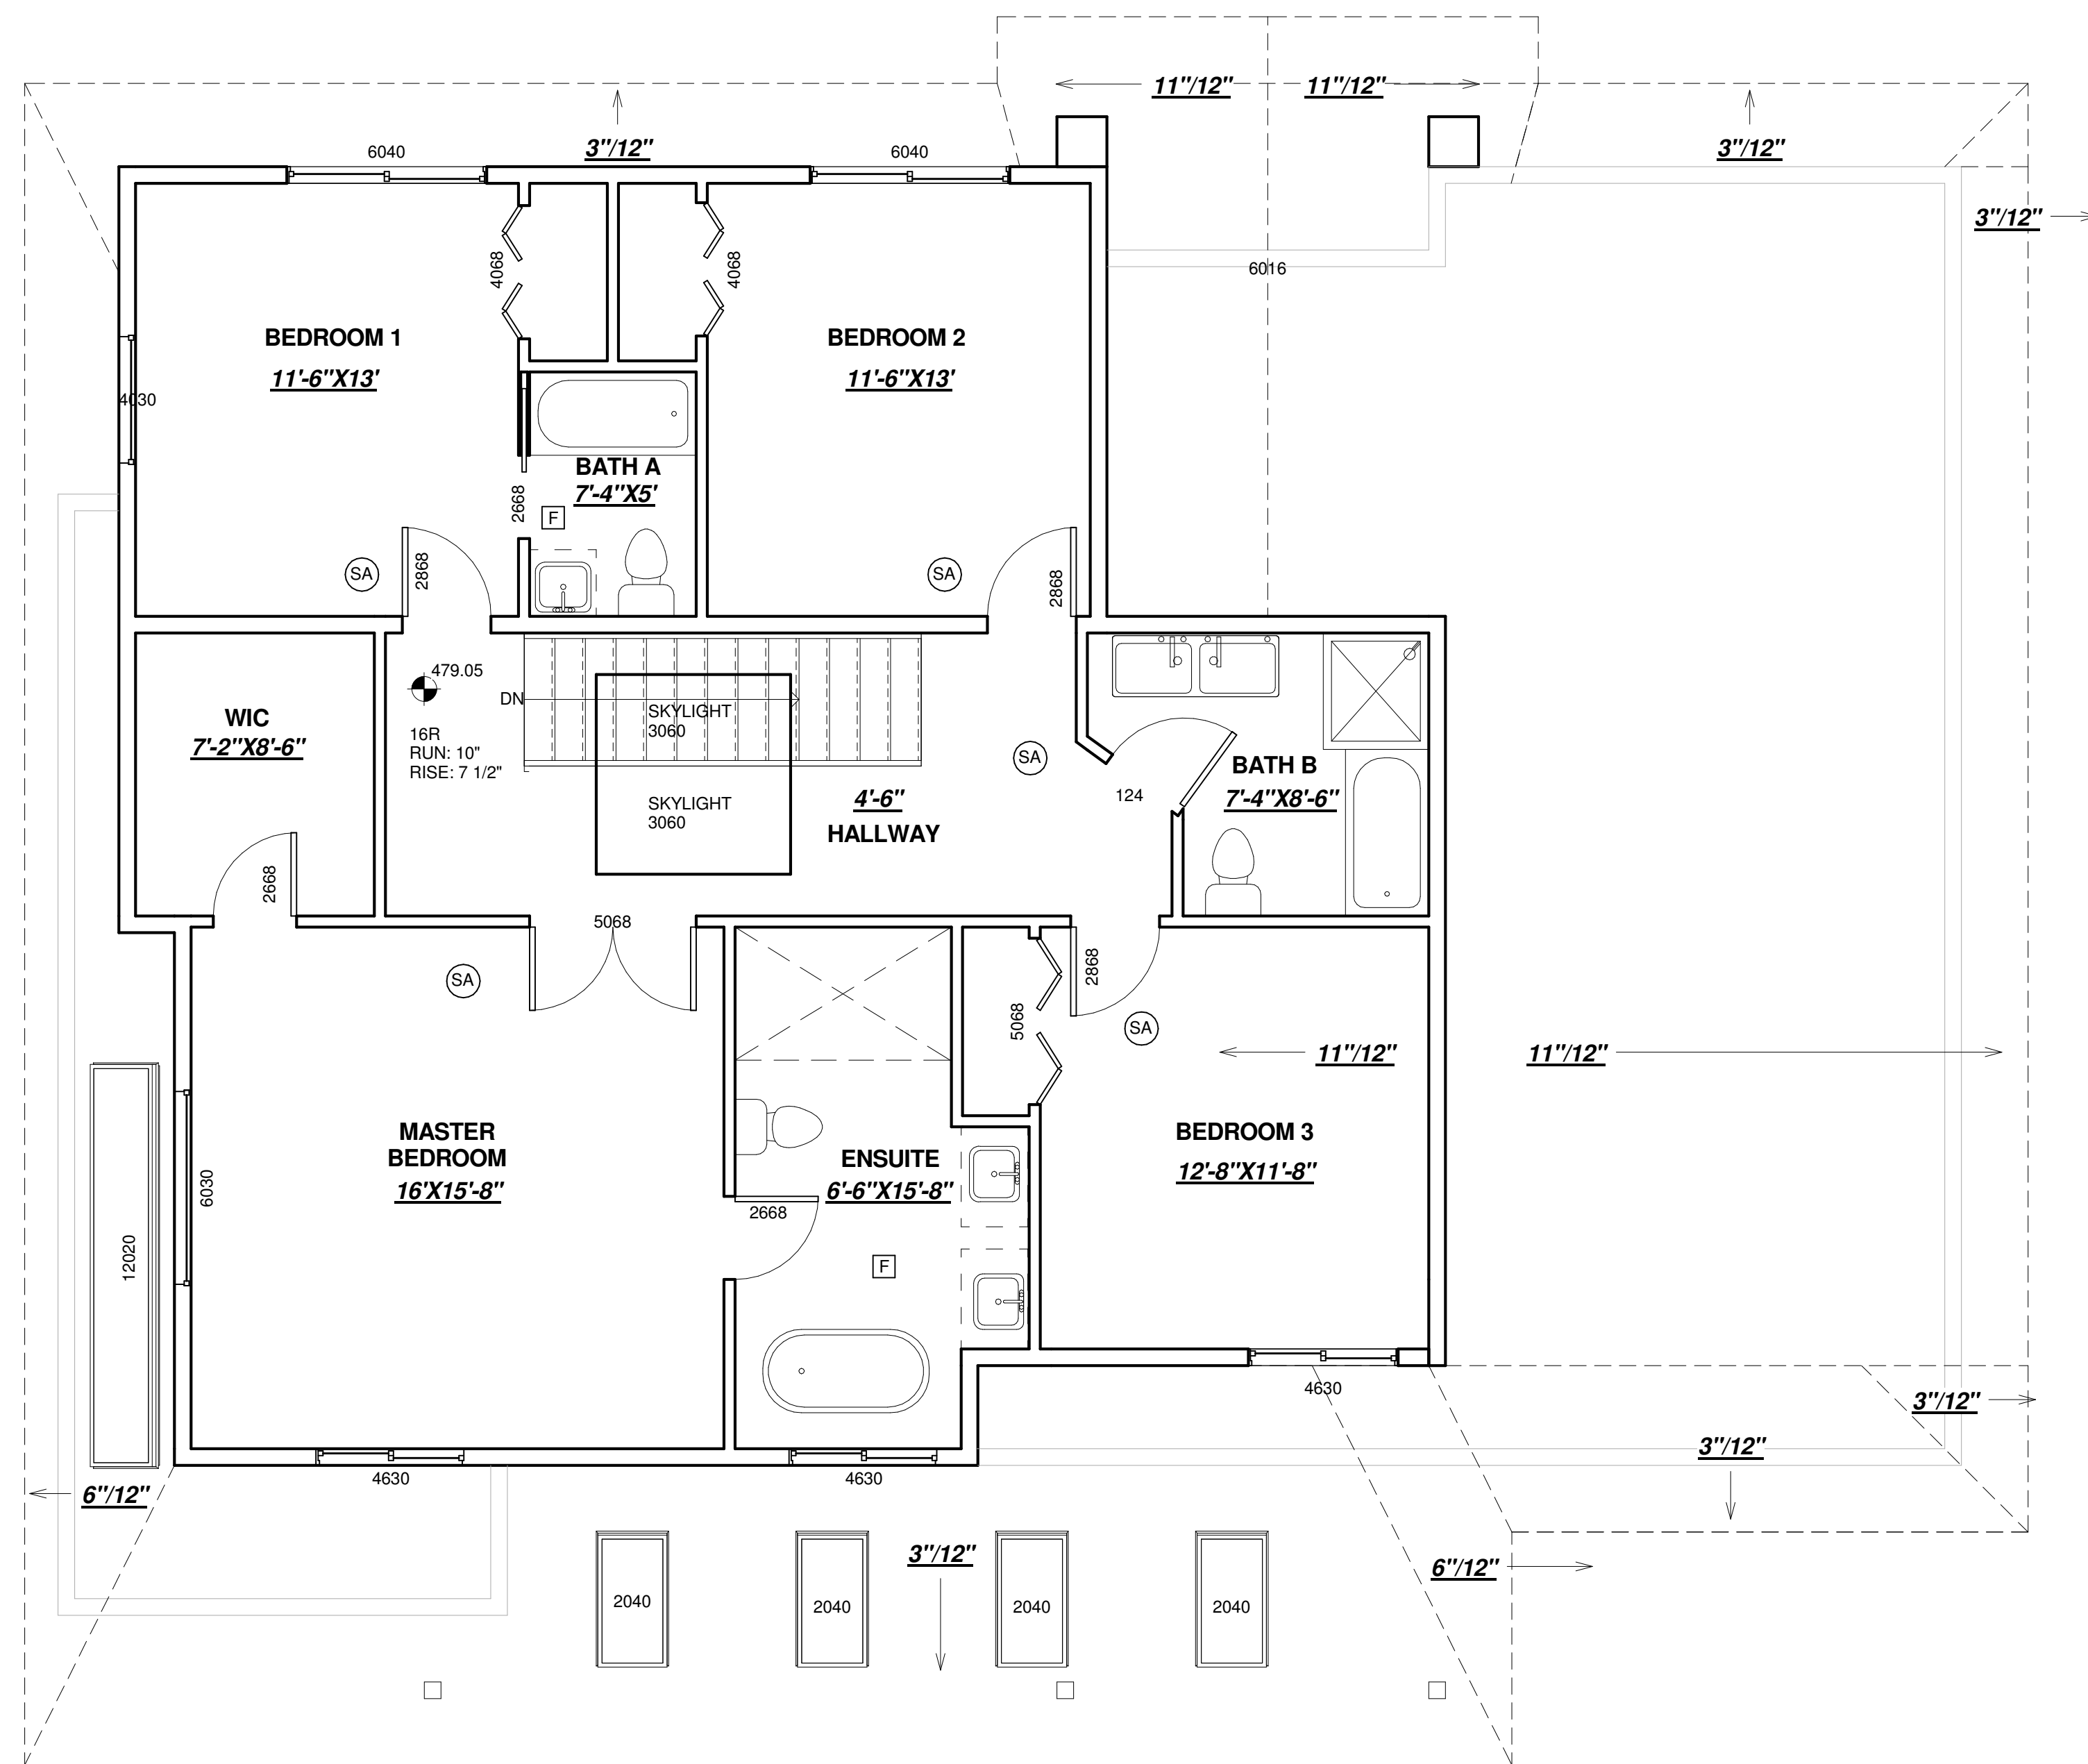 11"/12"
11"/12"
6040
3"/12"
6040
3"/12"
3"/12"
4068
4068
6016
BEDROOM 1
11'-6"X13'
BEDROOM 2
11'-6"X13'
4030
BATH A
7'-4"X5'
2668
F
SA
2868
SA
2868
479.05
DN
16R
RUN: 10"
RISE: 7 1/2"
SKYLIGHT
3060
SKYLIGHT
3060
WIC
7'-2"X8'-6"
SA
4'-6"
HALLWAY
124
BATH B
7'-4"X8'-6"
2668
5068
SA
2868
5068
SA
11"/12"
11"/12"
MASTER
BEDROOM
16'X15'-8"
ENSUITE
6'-6"X15'-8"
BEDROOM 3
12'-8"X11'-8"
6030
2668
12020
F
4630
3"/12"
3"/12"
4630
4630
6"/12"
3"/12"
6"/12"
2040
2040
2040
2040